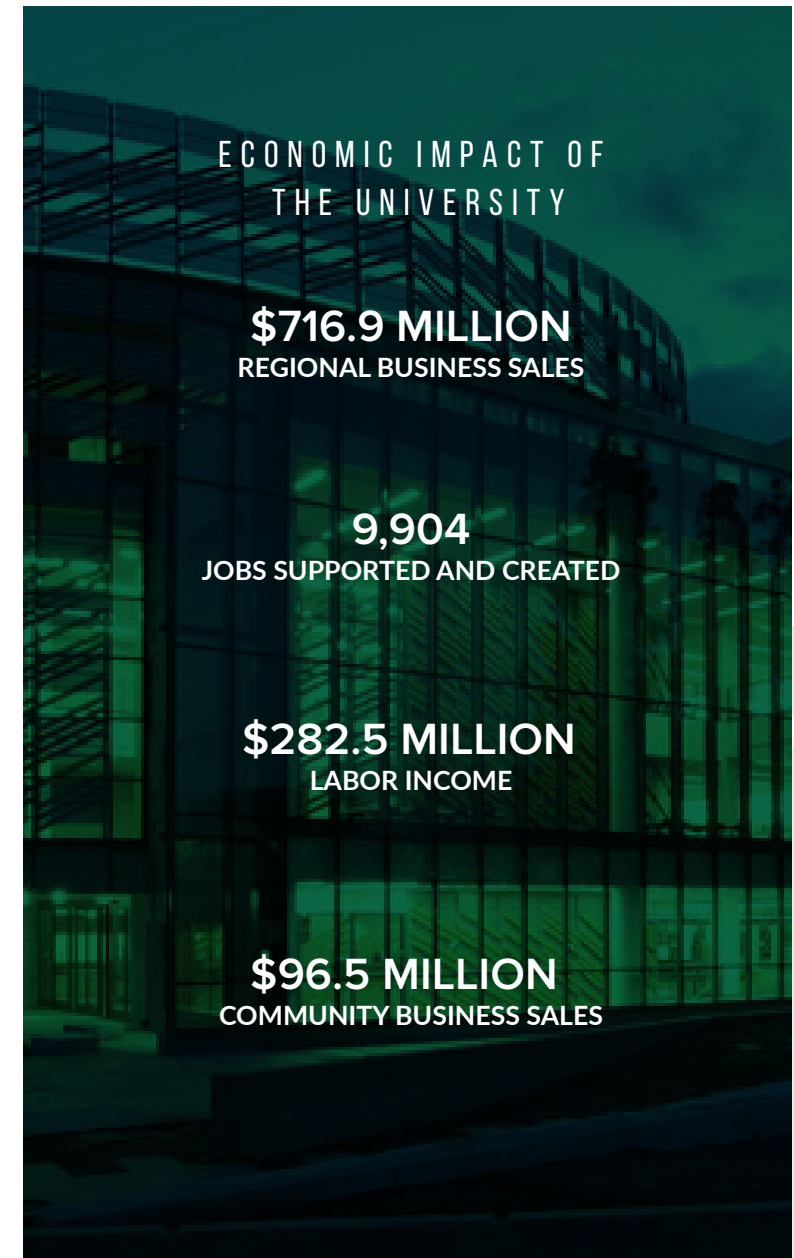 ECONOMIC IMPACT OF
THE UNIVERSITY
$716.9 MILLION
REGIONAL BUSINESS SALES
9,904
JOBS SUPPORTED AND CREATED
$282.5 MILLION
LABOR INCOME
$96.5 MILLION
COMMUNITY BUSINESS SALES